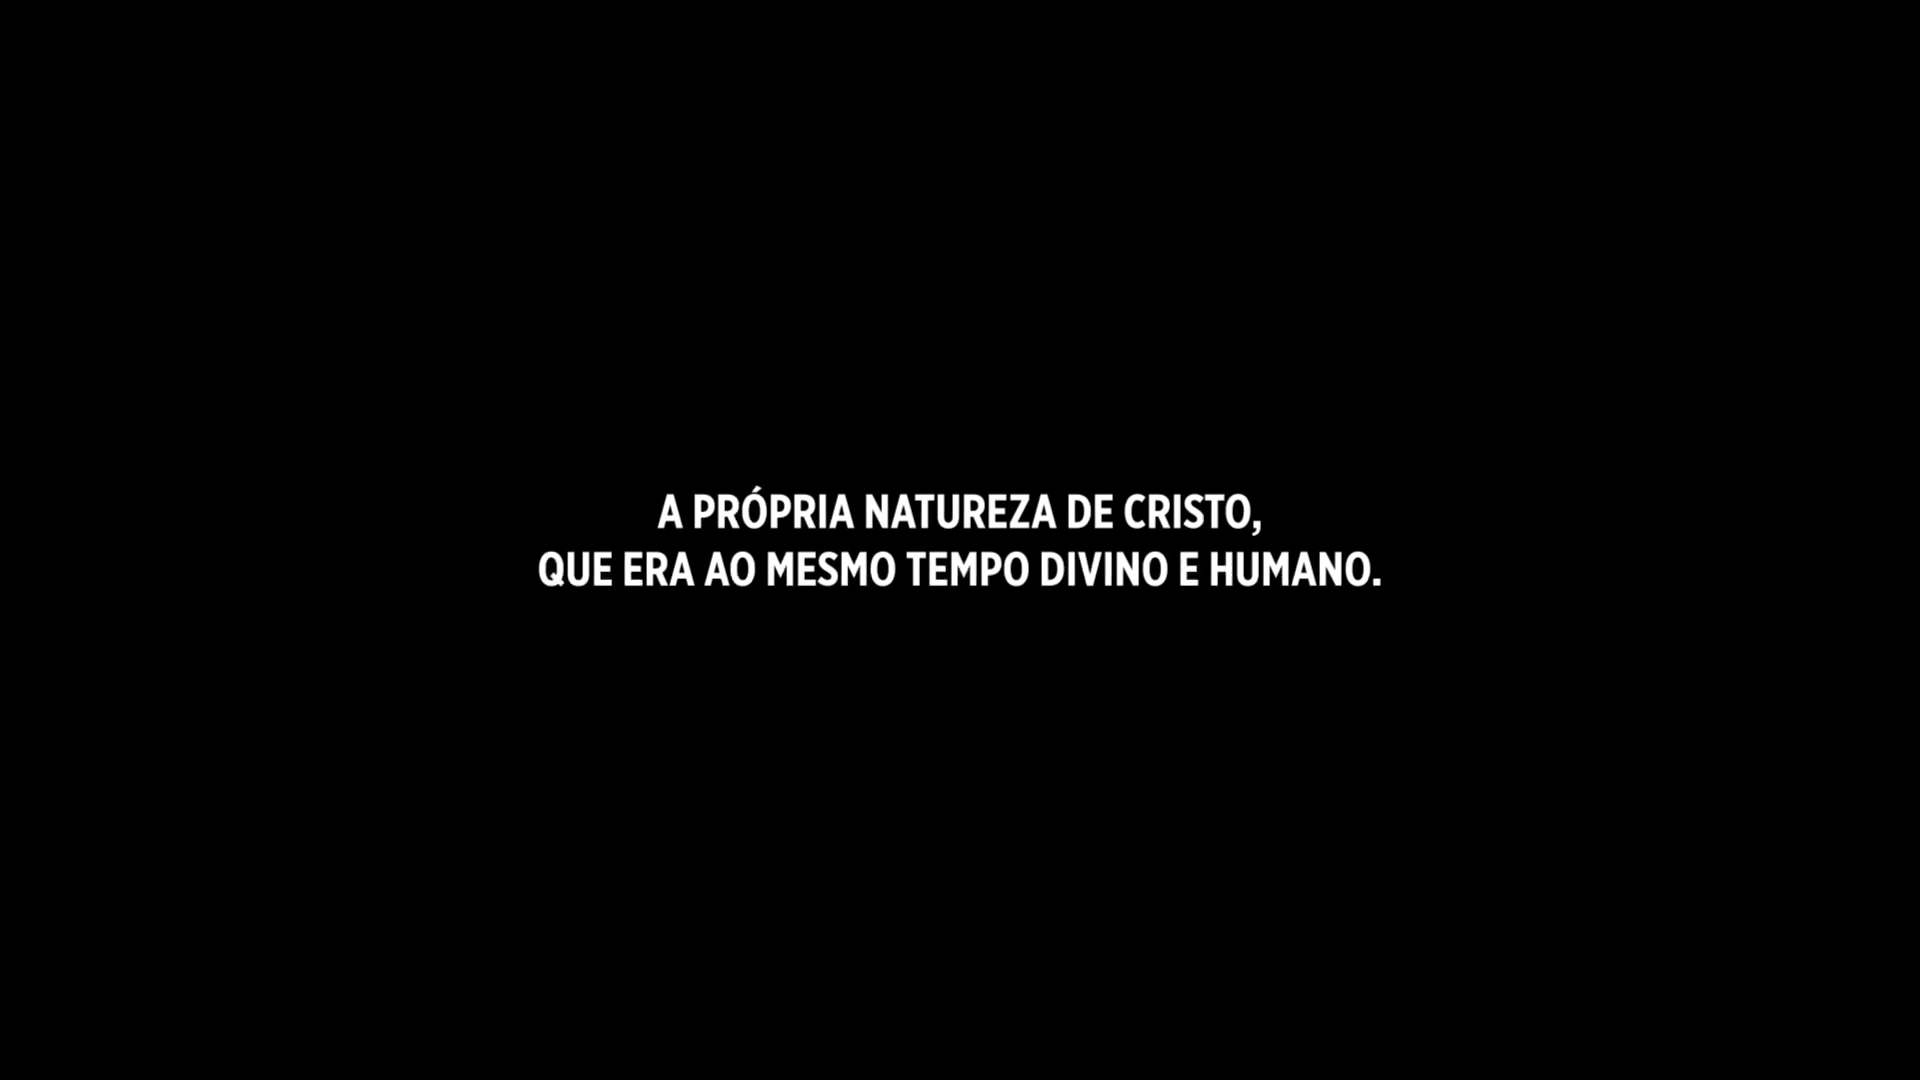 A PRÓPRIA NATUREZA DE CRISTO,
QUE ERA AO MESMO TEMPO DIVINO E HUMANO.